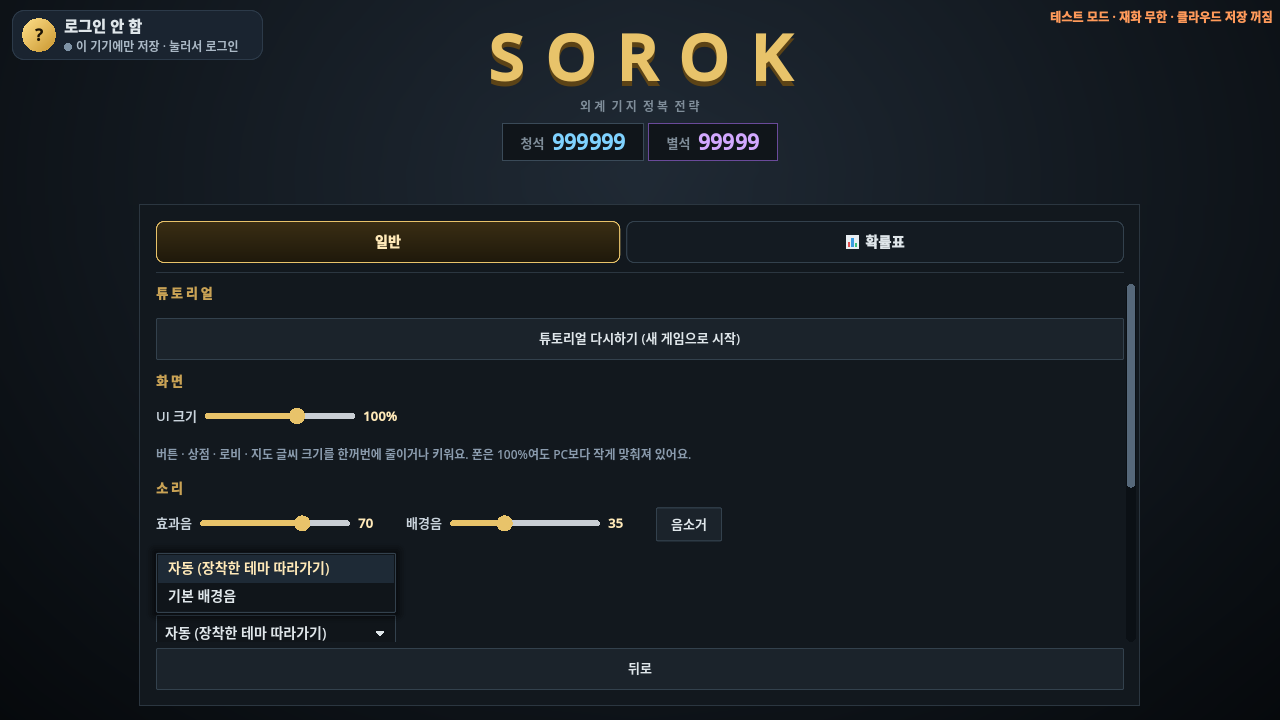 ?
로그인 안 함
이 기기에만 저장 · 눌러서 로그인
테스트 모드 · 재화 무한 · 클라우드 저장 꺼짐
SOROK
외계 기지 정복 전략
청석 999999
별석 99999
일반
확률표
튜토리얼
튜토리얼 다시하기 (새 게임으로 시작)
화면
UI 크기 100%
버튼 · 상점 · 로비 · 지도 글씨 크기를 한꺼번에 줄이거나 키워요. 폰은 100%여도 PC보다 작게 맞춰져 있어요.
소리
효과음 70 배경음 35 음소거
자동 (장착한 테마 따라가기)
기본 배경음
자동 (장착한 테마 따라가기)
뒤로